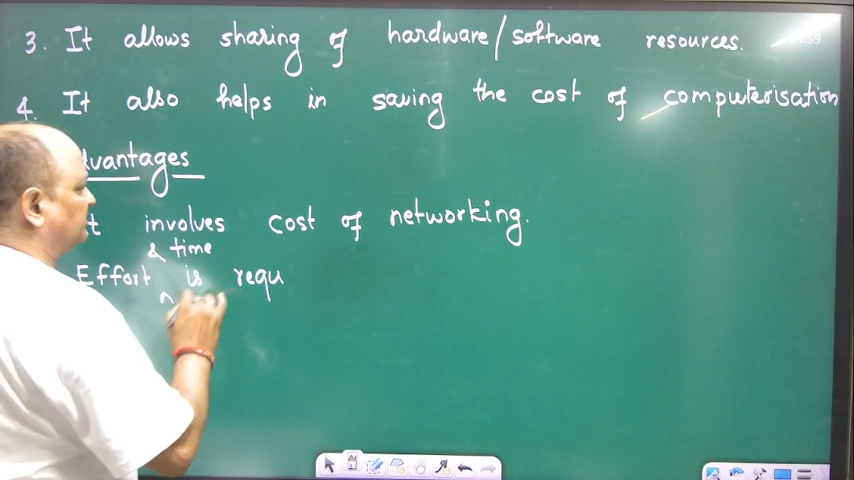 3. It allows sharing of hardware/software resources.
4. It also helps in saving the cost of computerisation
dvantages
t involves cost of networking.
& time
Effort is requ
^